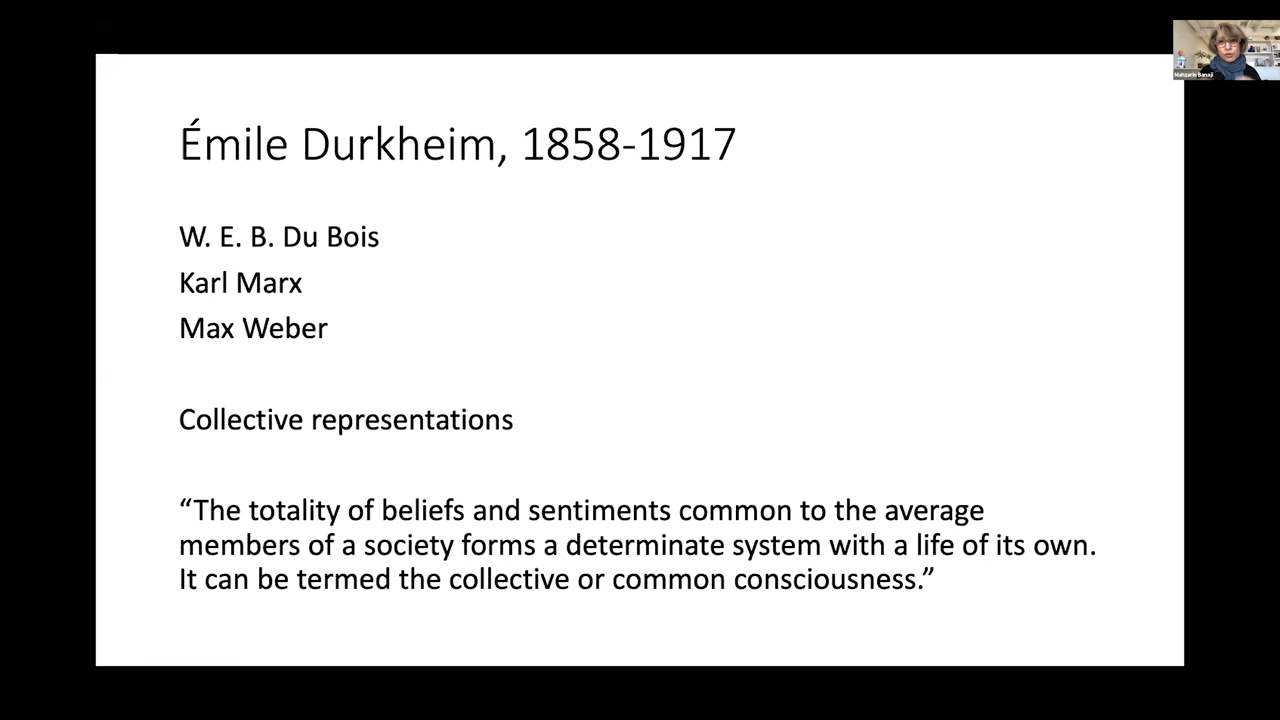 Mahzarin Banaji
Émile Durkheim, 1858-1917
W. E. B. Du Bois
Karl Marx
Max Weber
Collective representations
“The totality of beliefs and sentiments common to the average
members of a society forms a determinate system with a life of its own.
It can be termed the collective or common consciousness.”